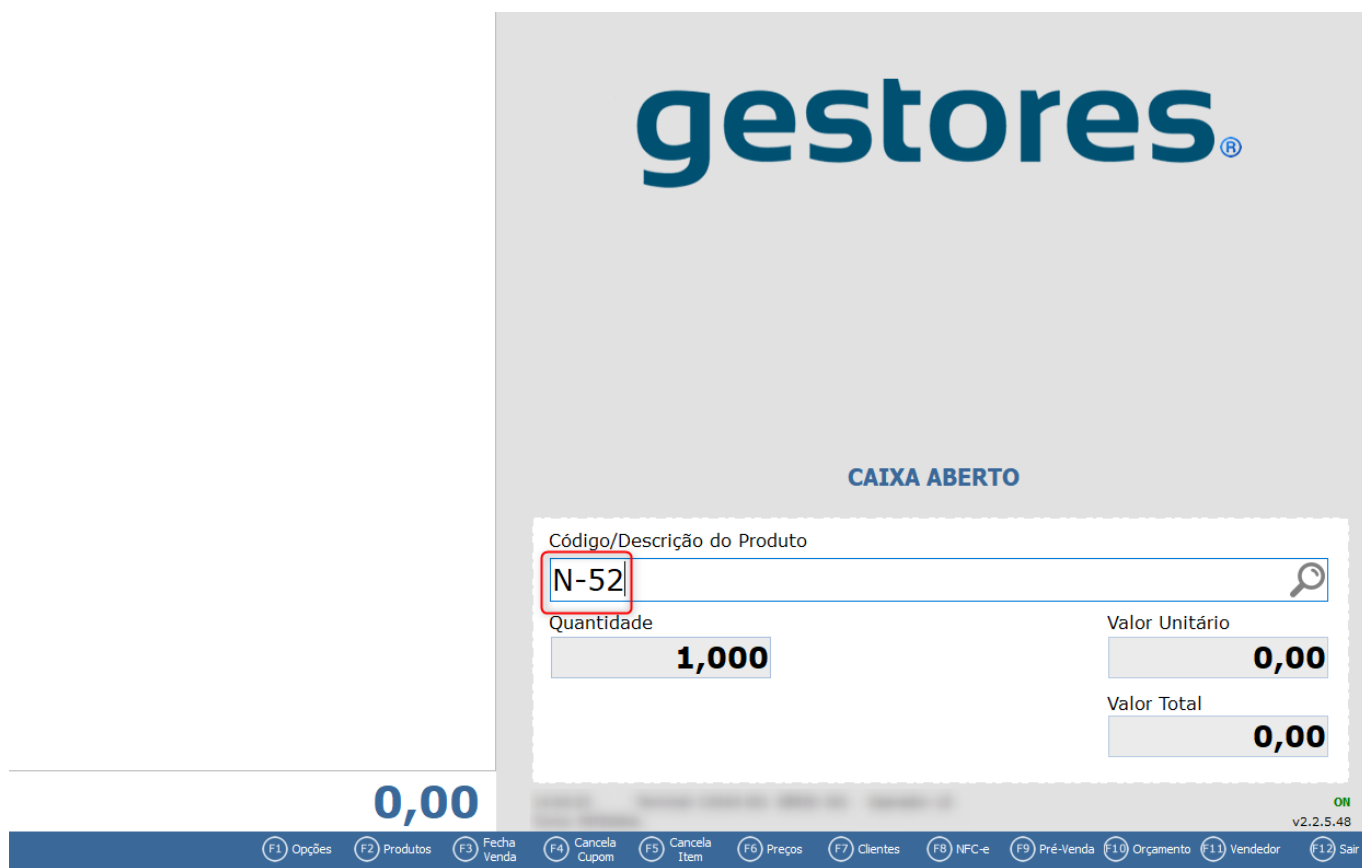 gestores®
CAIXA ABERTO
Código/Descrição do Produto
N-52
Quantidade
Valor Unitário
1,000
0,00
Valor Total
0,00
0,00
ON
v2.2.5.48
F1 Opções
F2 Produtos
F3 Fecha Venda
F4 Cancela Cupom
F5 Cancela Item
F6 Preços
F7 Clientes
F8 NFC-e
F9 Pré-Venda
F10 Orçamento
F11 Vendedor
F12 Sair